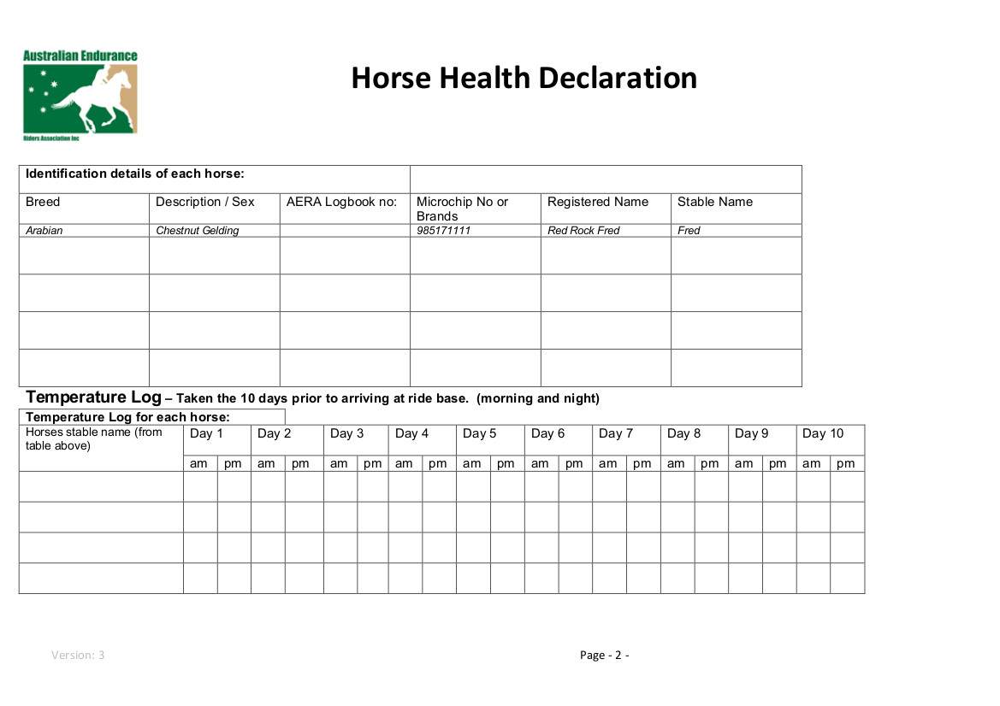 Australian Endurance
Riders Association Inc
Horse Health Declaration
Identification details of each horse:
Breed
Description / Sex
AERA Logbook no:
Microchip No or
Brands
Registered Name
Stable Name
Arabian
Chestnut Gelding
985171111
Red Rock Fred
Fred
Temperature Log – Taken the 10 days prior to arriving at ride base. (morning and night)
Temperature Log for each horse:
Horses stable name (from
table above)
Day 1
Day 2
Day 3
Day 4
Day 5
Day 6
Day 7
Day 8
Day 9
Day 10
am pm am pm am pm am pm am pm am pm am pm am pm am pm am pm
Version: 3
Page - 2 -